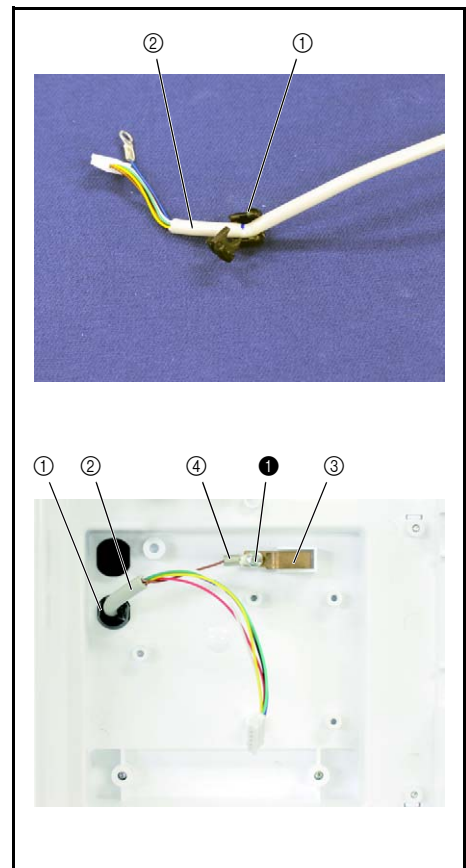 ② ①
① ② ④ ❶ ③